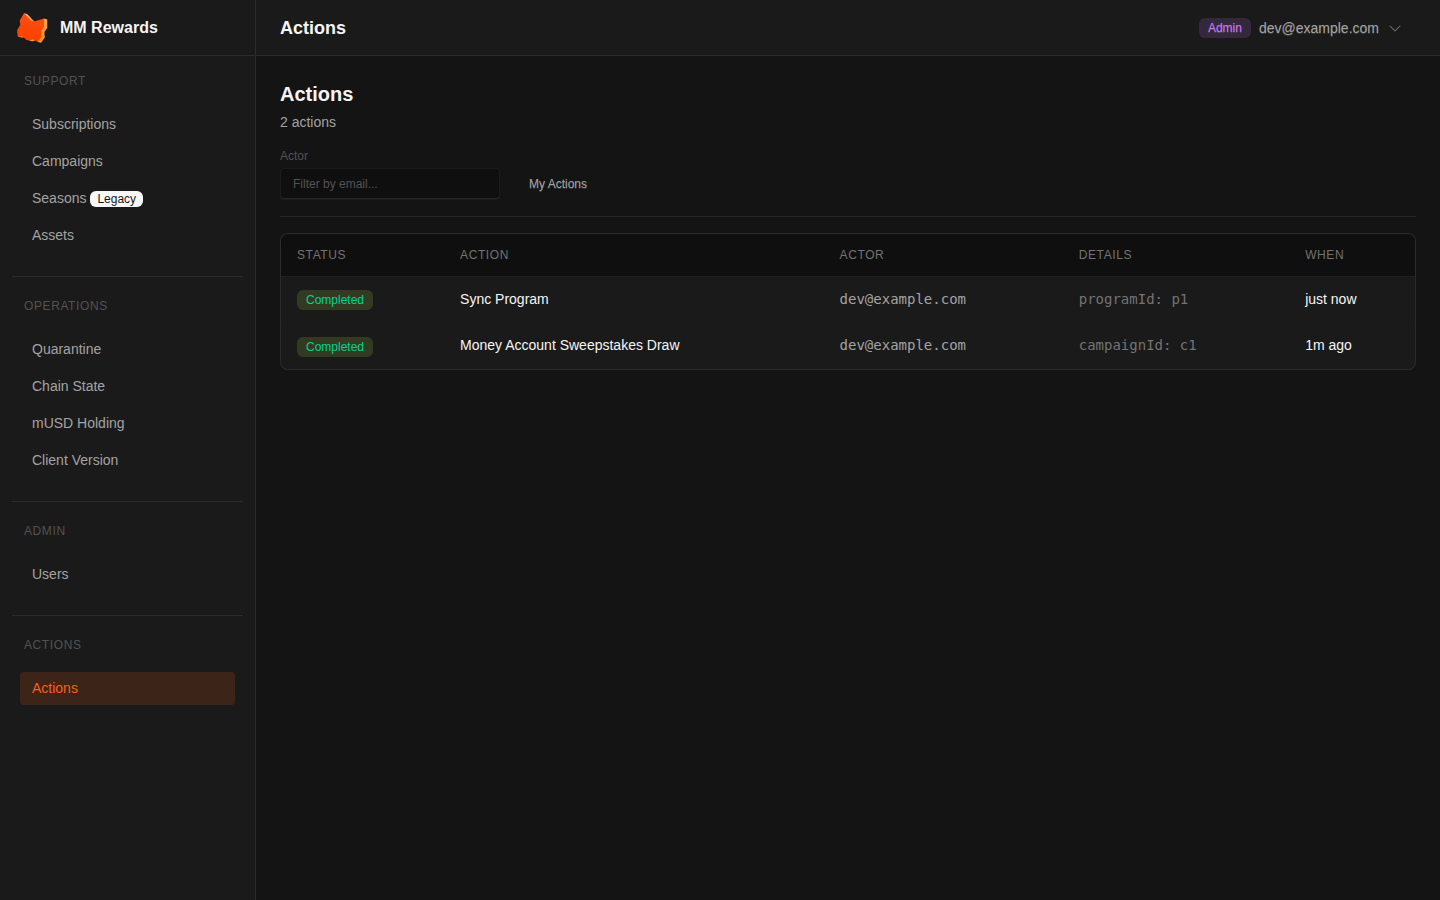 MM Rewards
Actions
Admin dev@example.com
SUPPORT
Subscriptions
Campaigns
Seasons Legacy
Assets
OPERATIONS
Quarantine
Chain State
mUSD Holding
Client Version
ADMIN
Users
ACTIONS
Actions
Actions
2 actions
Actor
Filter by email... My Actions
STATUS ACTION ACTOR DETAILS WHEN
Completed Sync Program dev@example.com programId: p1 just now
Completed Money Account Sweepstakes Draw dev@example.com campaignId: c1 1m ago